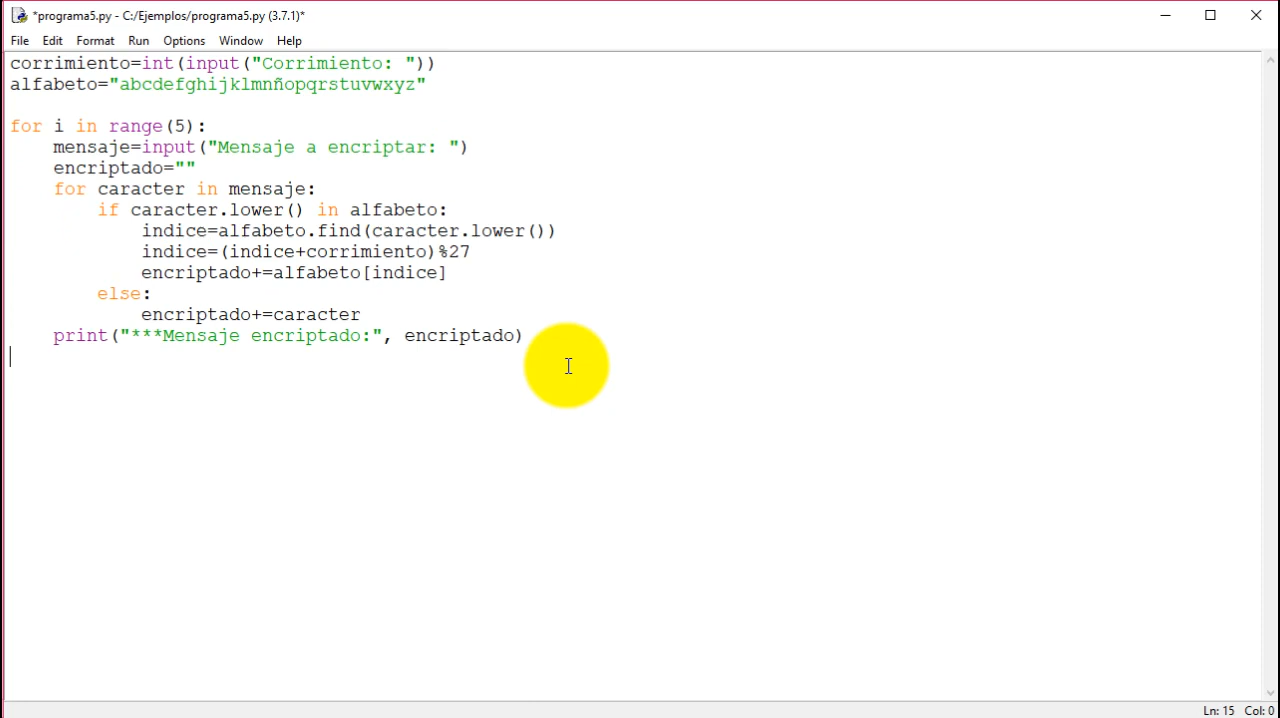 *programa5.py - C:/Ejemplos/programa5.py (3.7.1)*
File Edit Format Run Options Window Help
corrimiento=int(input("Corrimiento: "))
alfabeto="abcdefghijklmnñopqrstuvwxyz"
for i in range(5):
    mensaje=input("Mensaje a encriptar: ")
    encriptado=""
    for caracter in mensaje:
        if caracter.lower() in alfabeto:
            indice=alfabeto.find(caracter.lower())
            indice=(indice+corrimiento)%27
            encriptado+=alfabeto[indice]
        else:
            encriptado+=caracter
    print("***Mensaje encriptado:", encriptado)
Ln: 15 Col: 0